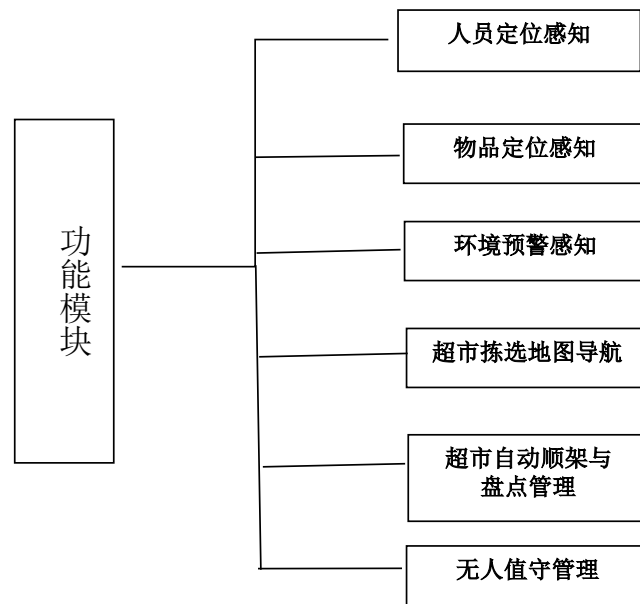 人员定位感知
物品定位感知
功能模块
环境预警感知
超市拣选地图导航
超市自动顺架与
盘点管理
无人值守管理